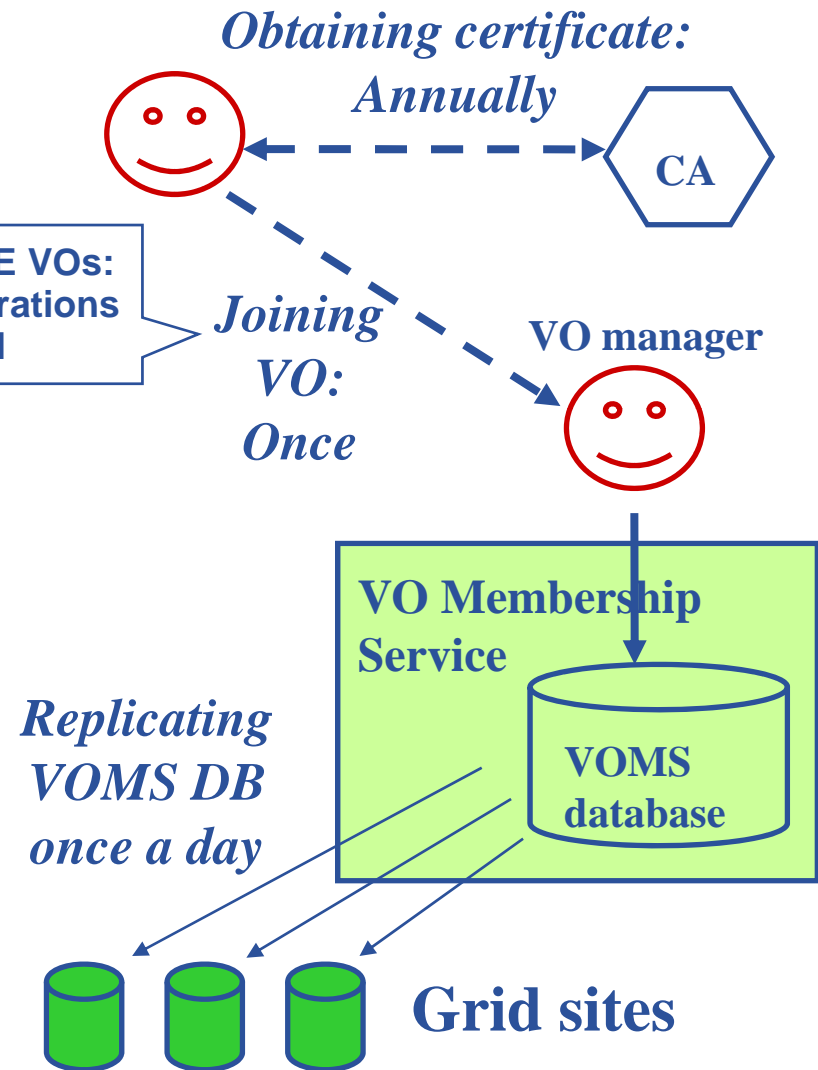 Obtaining certificate:
Annually
CA
E VOs:
rations
Joining
VO:
Once
VO manager
VO Membership
Service
VOMS
database
Replicating
VOMS DB
once a day
Grid sites